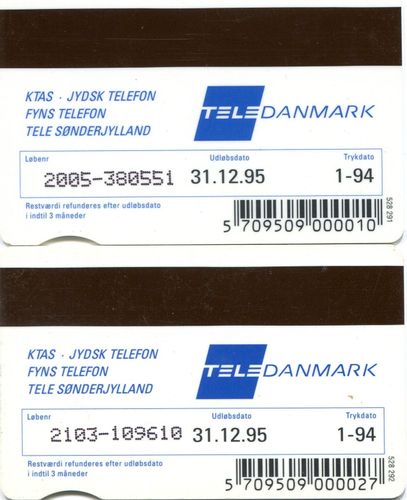 KTAS · JYDSK TELEFON
FYNS TELEFON
TELE SØNDERJYLLAND
TELEDANMARK
Løbenr Udløbsdato Trykdato
2005-380551 31.12.95 1-94
Restværdi refunderes efter udløbsdato
i indtil 3 måneder
528 291
5 709509 000010
KTAS · JYDSK TELEFON
FYNS TELEFON
TELE SØNDERJYLLAND
TELEDANMARK
Løbenr Udløbsdato Trykdato
2103-109610 31.12.95 1-94
Restværdi refunderes efter udløbsdato
i indtil 3 måneder
528 292
5 709509 000027